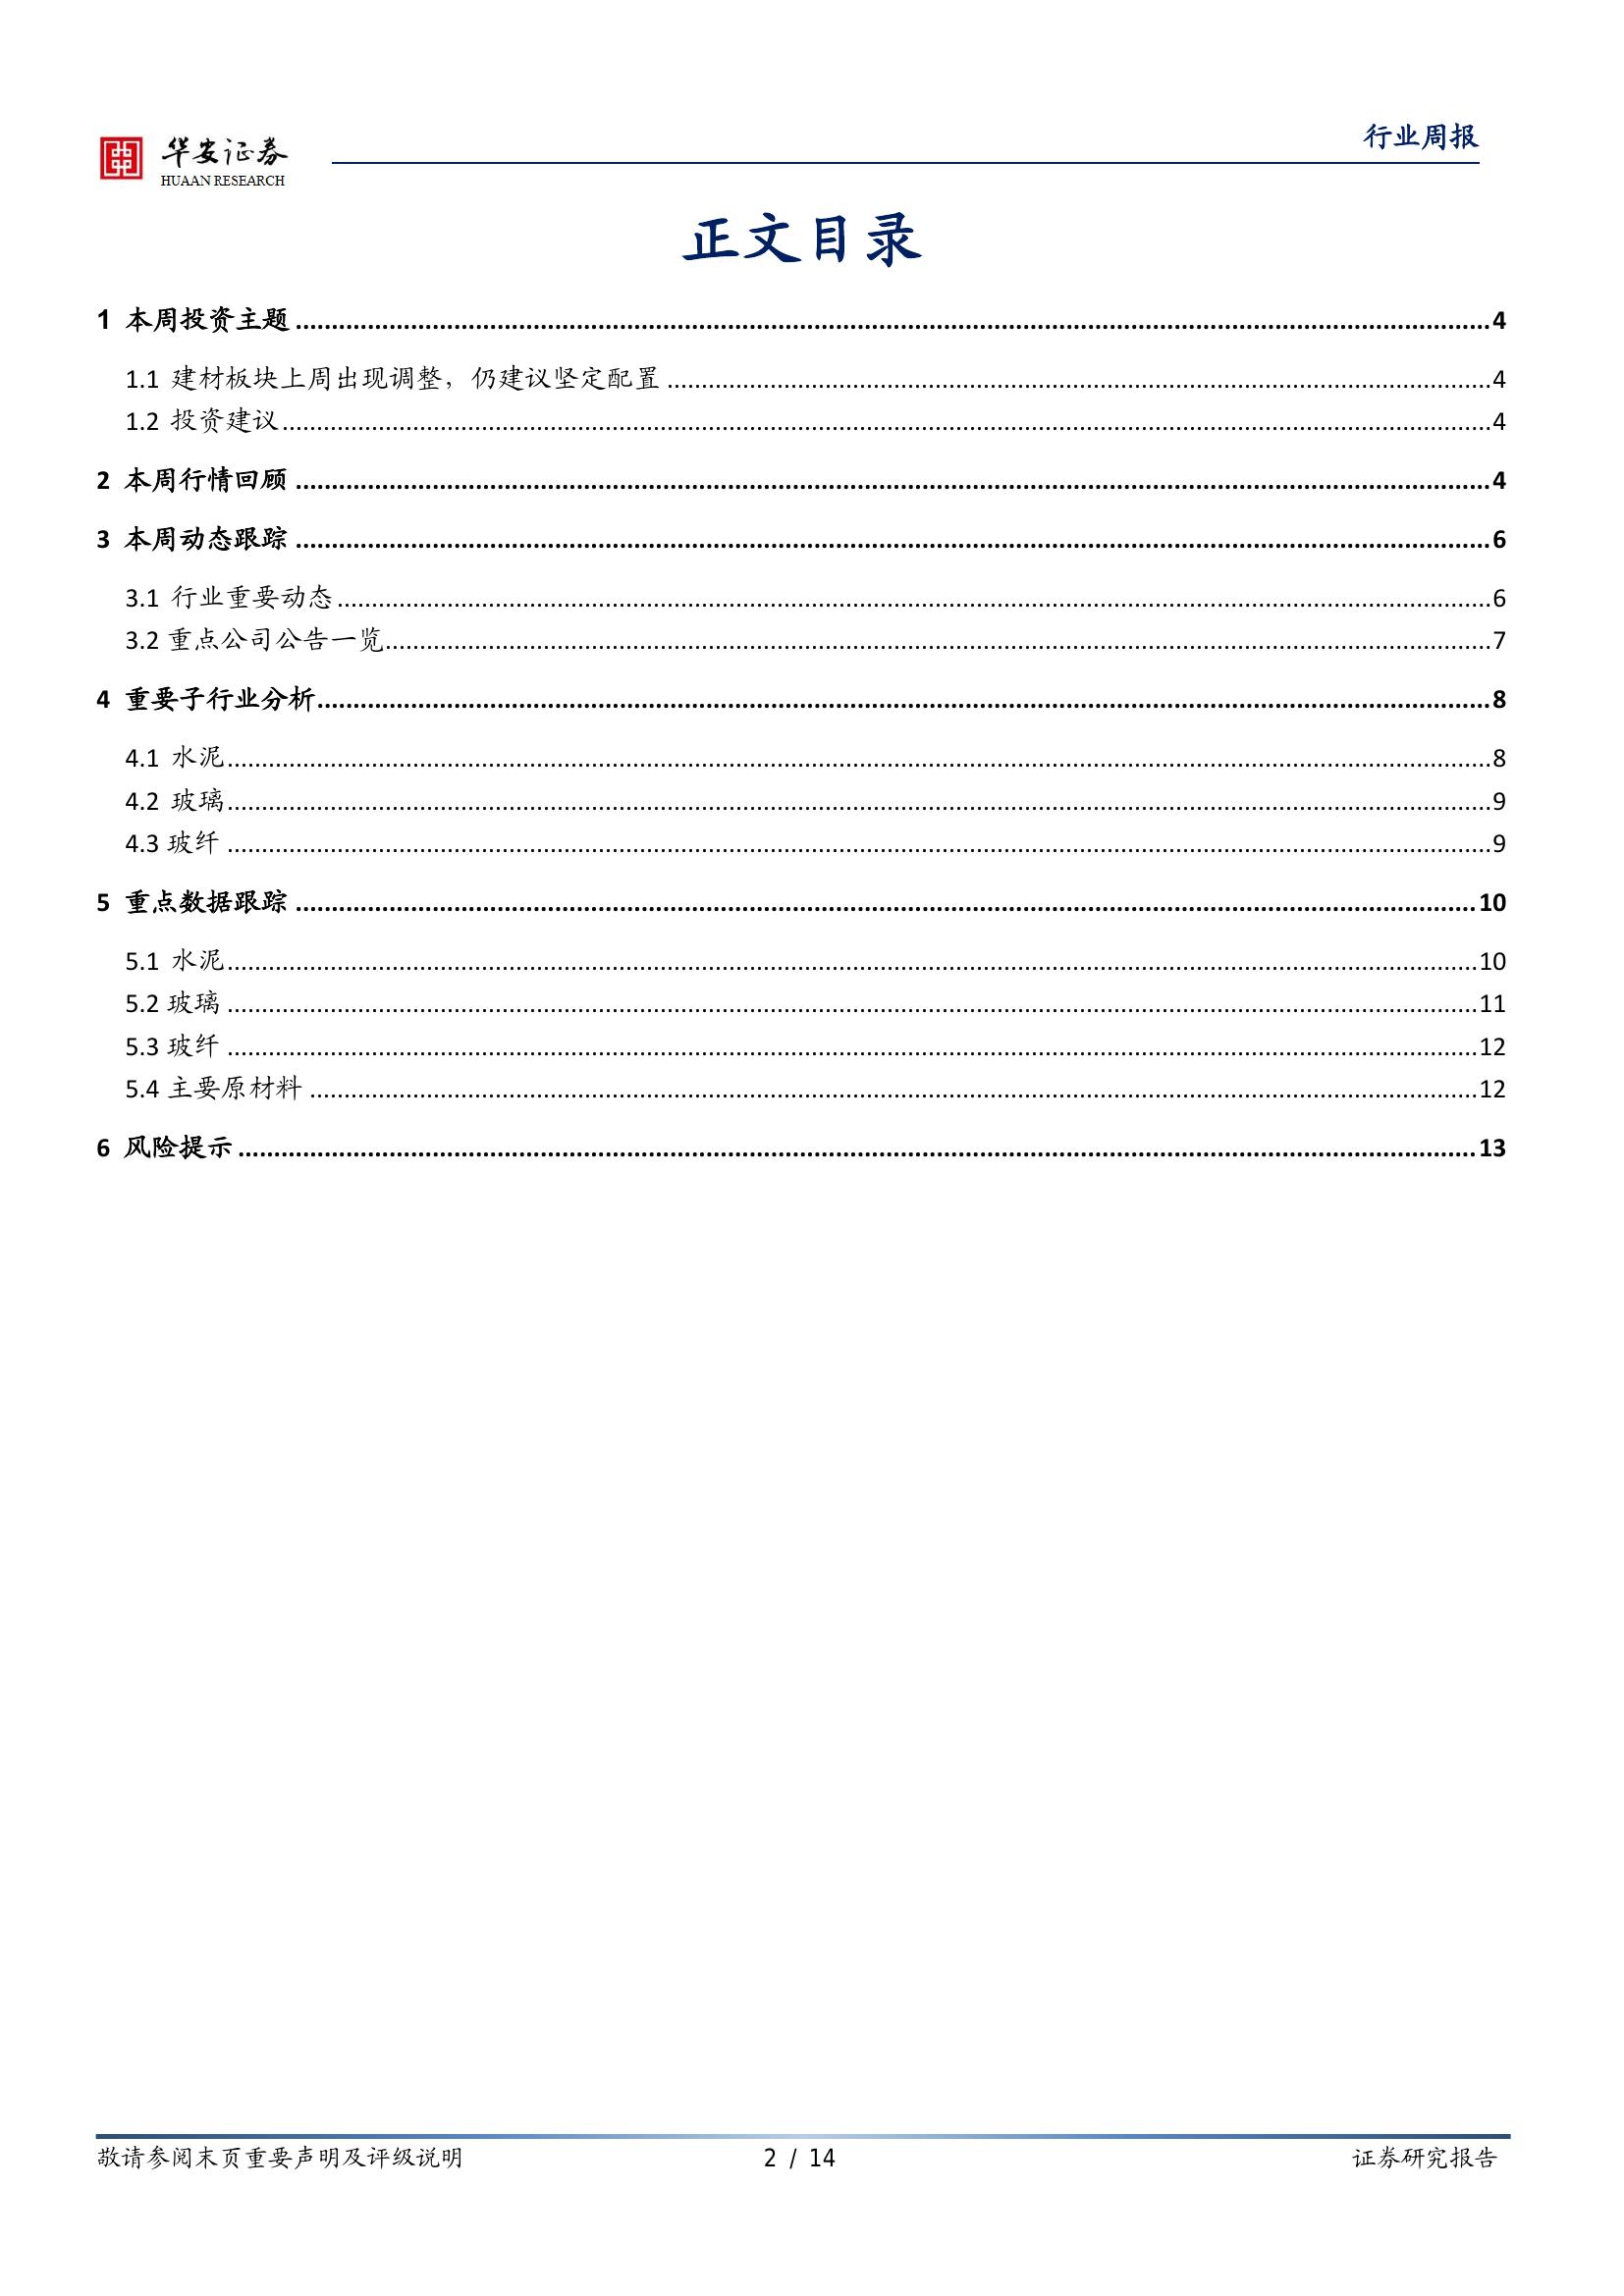 华安证券
HUAAN RESEARCH
行业周报
正文目录
1 本周投资主题 ........ 4
1.1 建材板块上周出现调整，仍建议坚定配置 ........ 4
1.2 投资建议 ........ 4
2 本周行情回顾 ........ 4
3 本周动态跟踪 ........ 6
3.1 行业重要动态 ........ 6
3.2 重点公司公告一览 ........ 7
4 重要子行业分析 ........ 8
4.1 水泥 ........ 8
4.2 玻璃 ........ 9
4.3 玻纤 ........ 9
5 重点数据跟踪 ........ 10
5.1 水泥 ........ 10
5.2 玻璃 ........ 11
5.3 玻纤 ........ 12
5.4 主要原材料 ........ 12
6 风险提示 ........ 13
敬请参阅末页重要声明及评级说明 2 / 14 证券研究报告